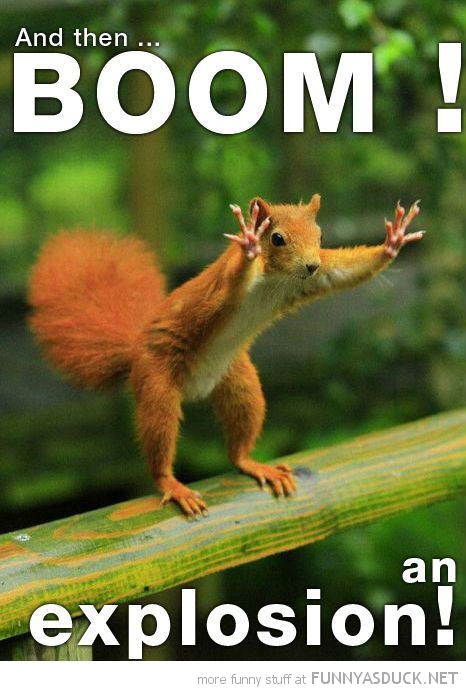 And then ...
BOOM !
an
explosion!
more funny stuff at FUNNYASDUCK.NET